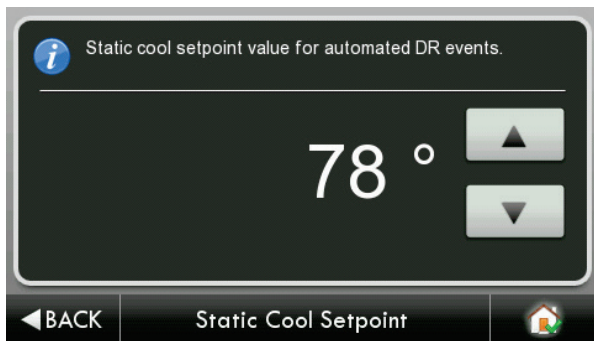 Static cool setpoint value for automated DR events.
78 °
BACK
Static Cool Setpoint